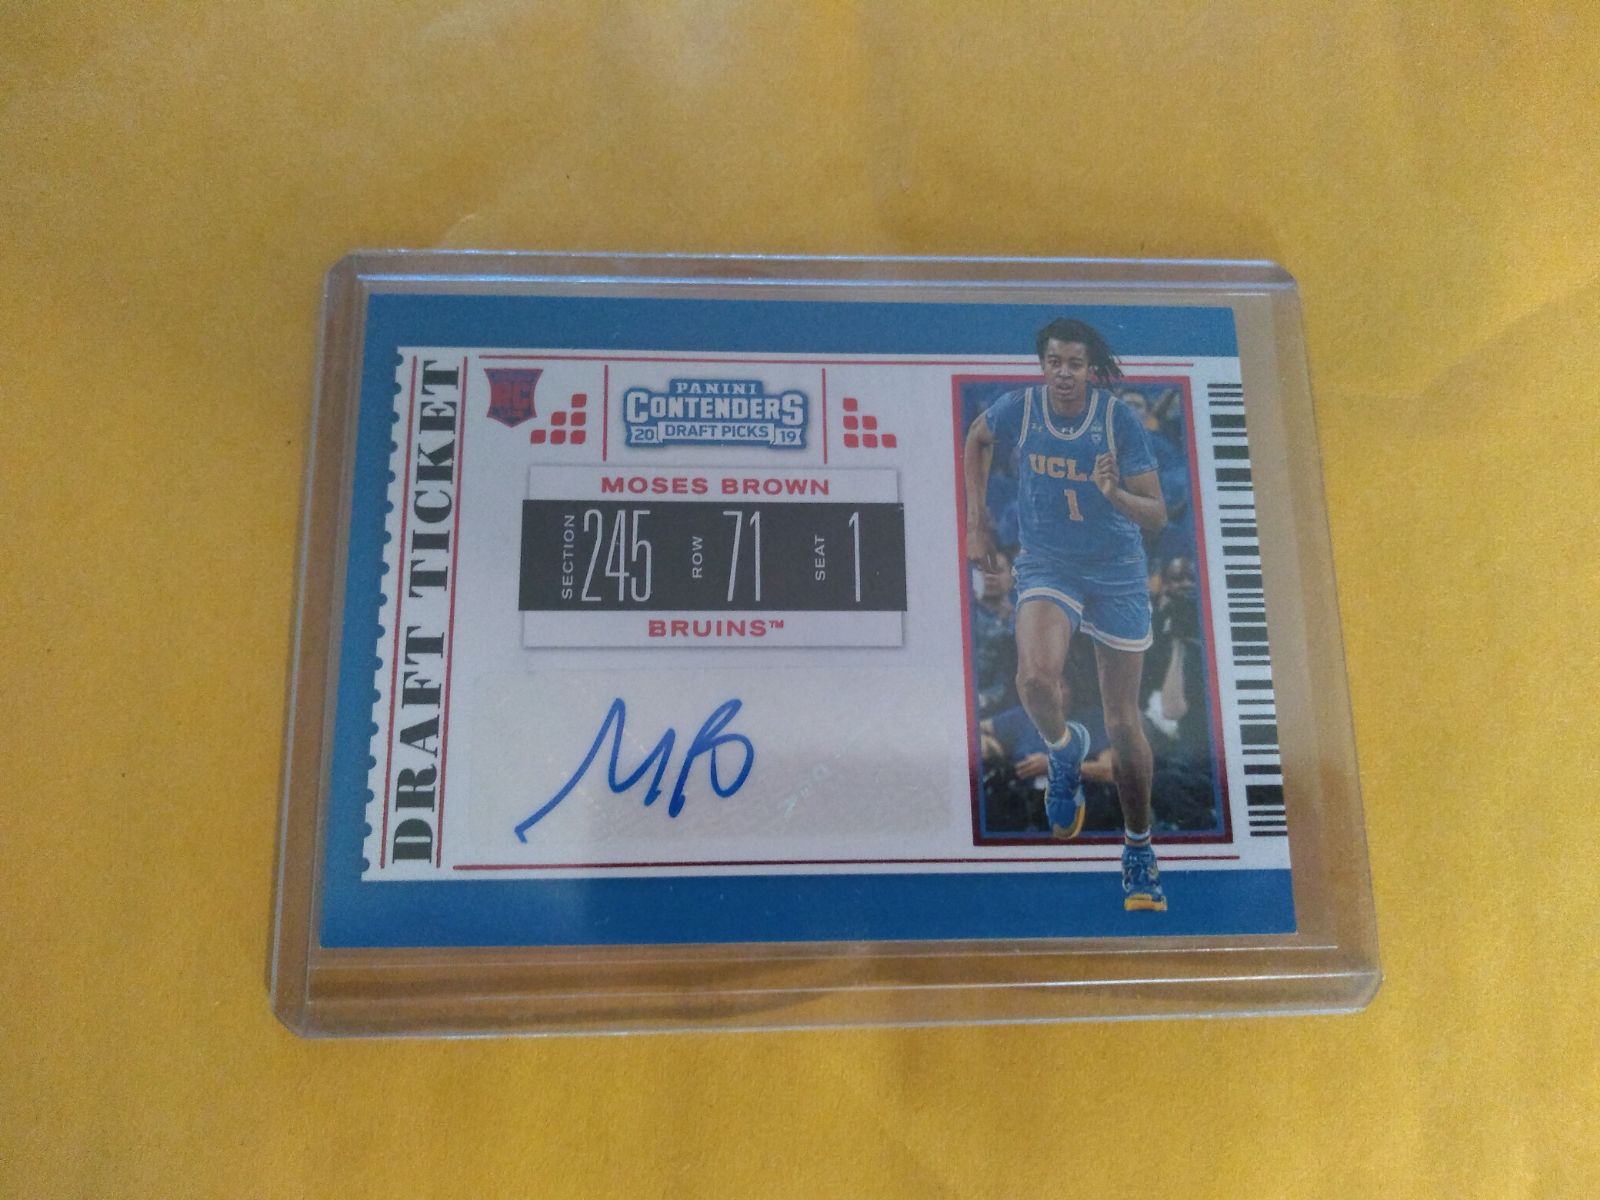 DRAFT TICKET
RC
PANINI
CONTENDERS
20 DRAFT PICKS 19
MOSES BROWN
SECTION 245 ROW 71 SEAT 1
BRUINS™
MB
UCLA
1